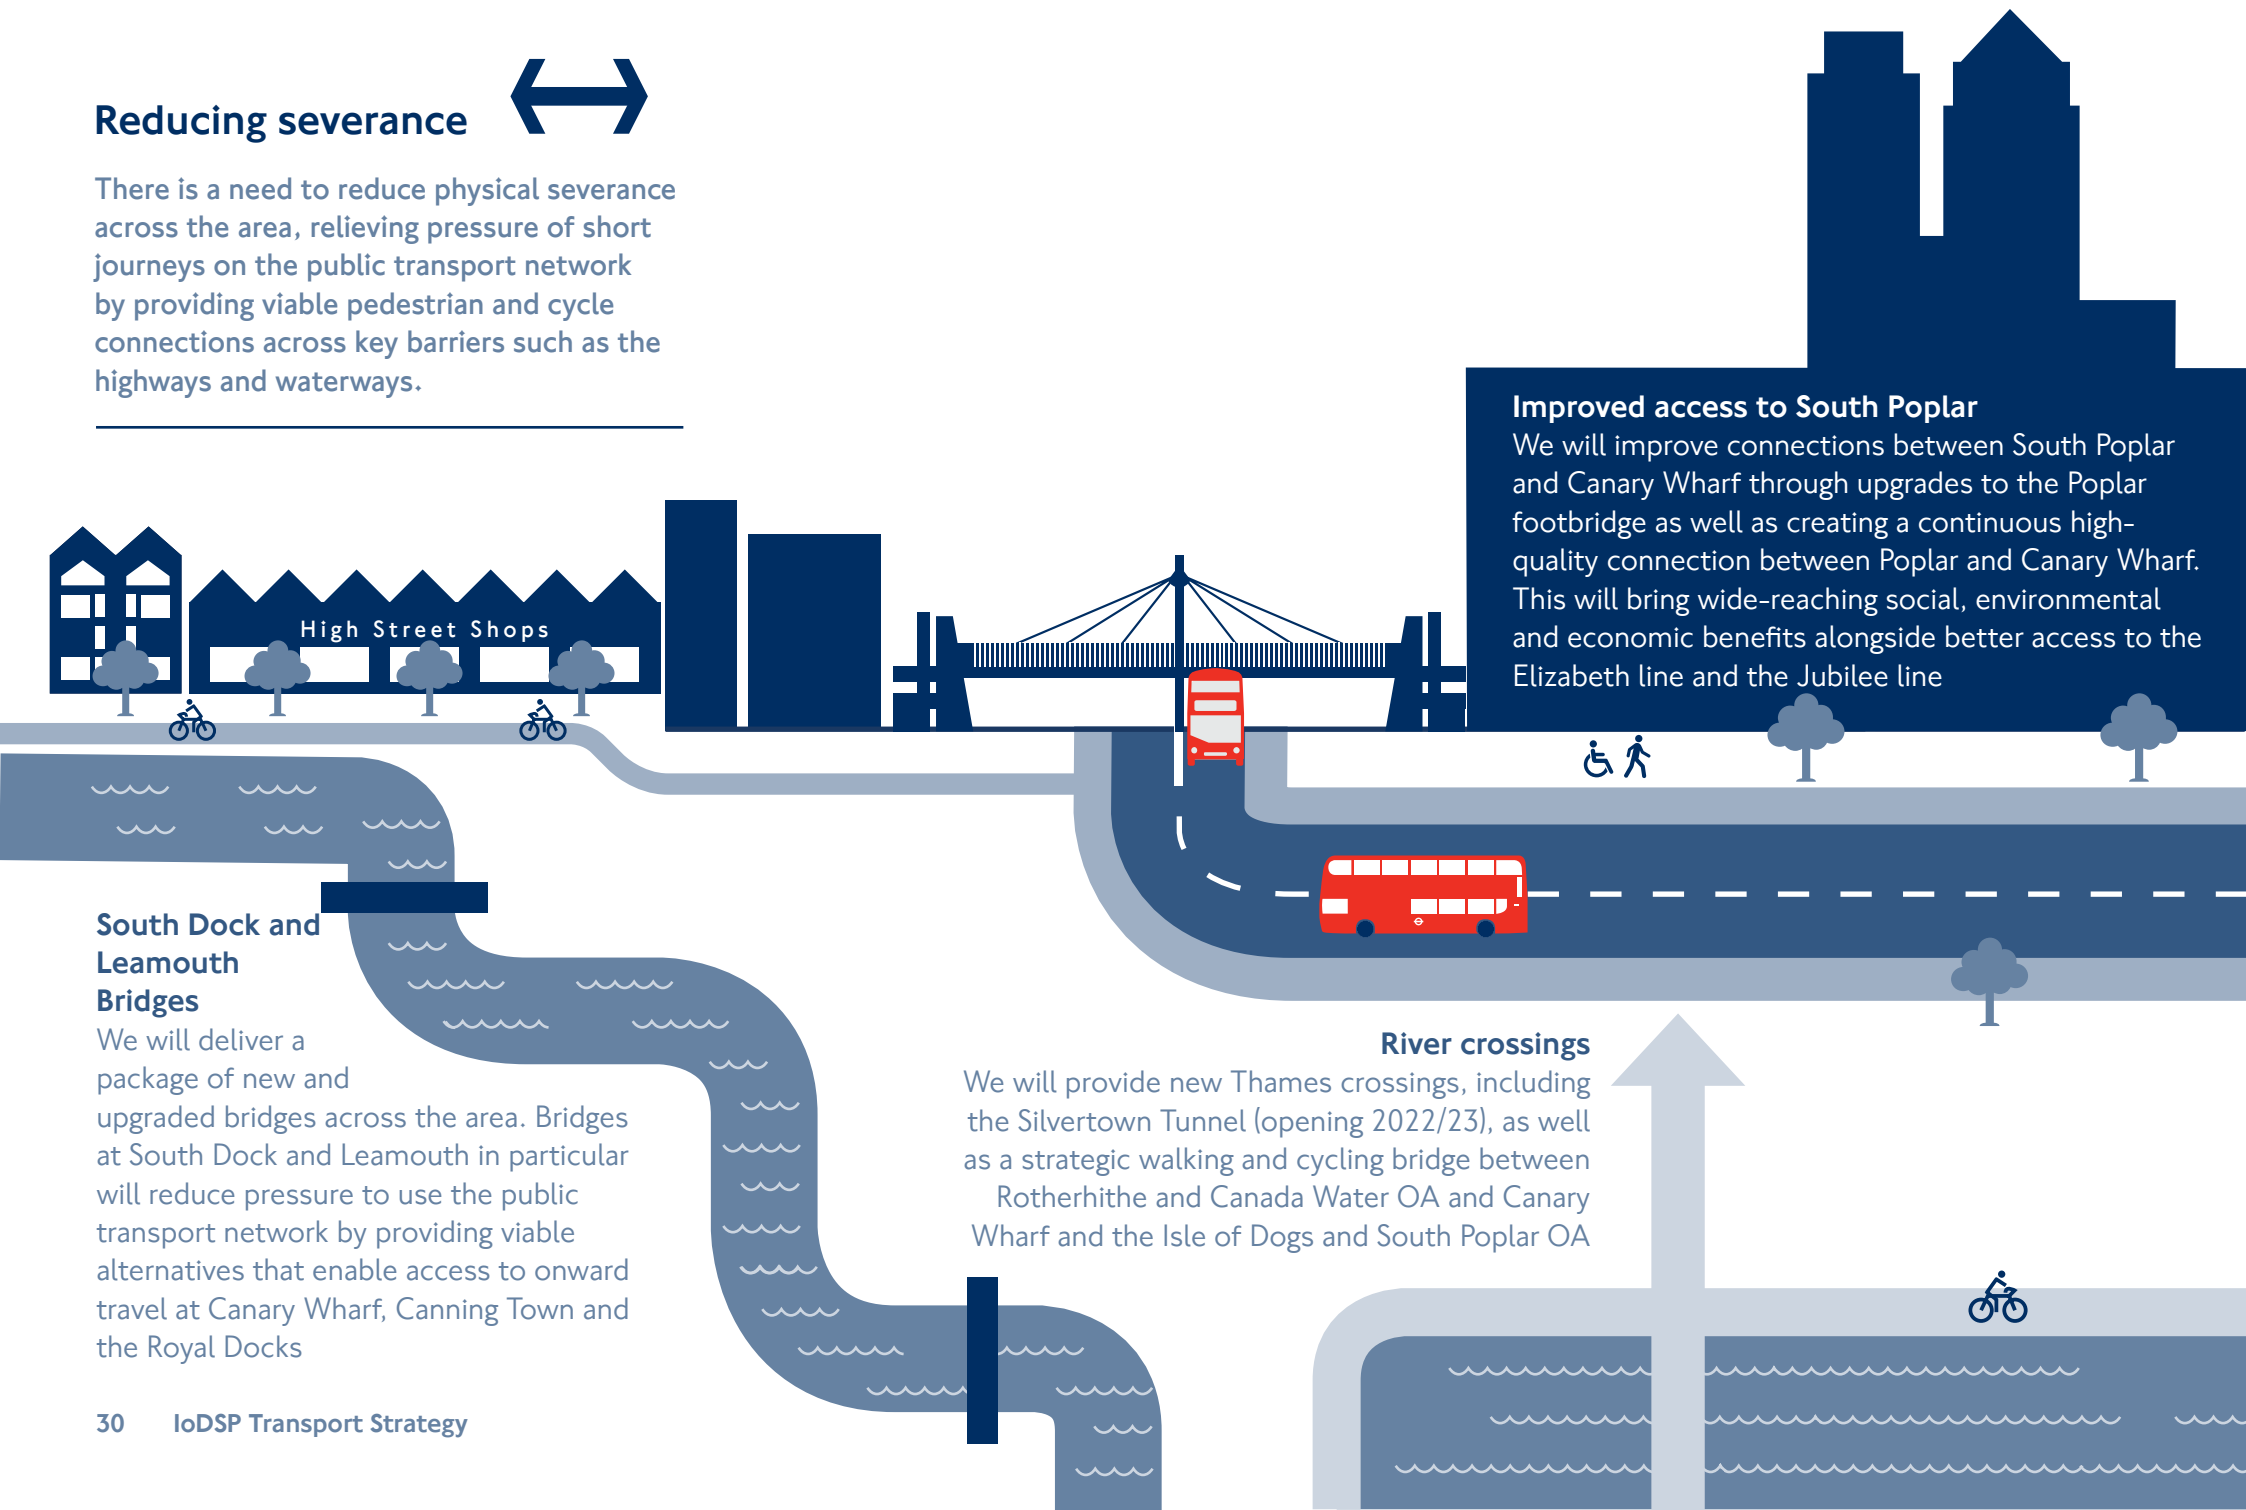 Reducing severance
There is a need to reduce physical severance
across the area, relieving pressure of short
journeys on the public transport network
by providing viable pedestrian and cycle
connections across key barriers such as the
highways and waterways.
Improved access to South Poplar
We will improve connections between South Poplar
and Canary Wharf through upgrades to the Poplar
footbridge as well as creating a continuous high-
quality connection between Poplar and Canary Wharf.
This will bring wide-reaching social, environmental
and economic benefits alongside better access to the
Elizabeth line and the Jubilee line
High Street Shops
South Dock and
Leamouth
Bridges
We will deliver a
package of new and
upgraded bridges across the area. Bridges
at South Dock and Leamouth in particular
will reduce pressure to use the public
transport network by providing viable
alternatives that enable access to onward
travel at Canary Wharf, Canning Town and
the Royal Docks
River crossings
We will provide new Thames crossings, including
the Silvertown Tunnel (opening 2022/23), as well
as a strategic walking and cycling bridge between
Rotherhithe and Canada Water OA and Canary
Wharf and the Isle of Dogs and South Poplar OA
30 IoDSP Transport Strategy